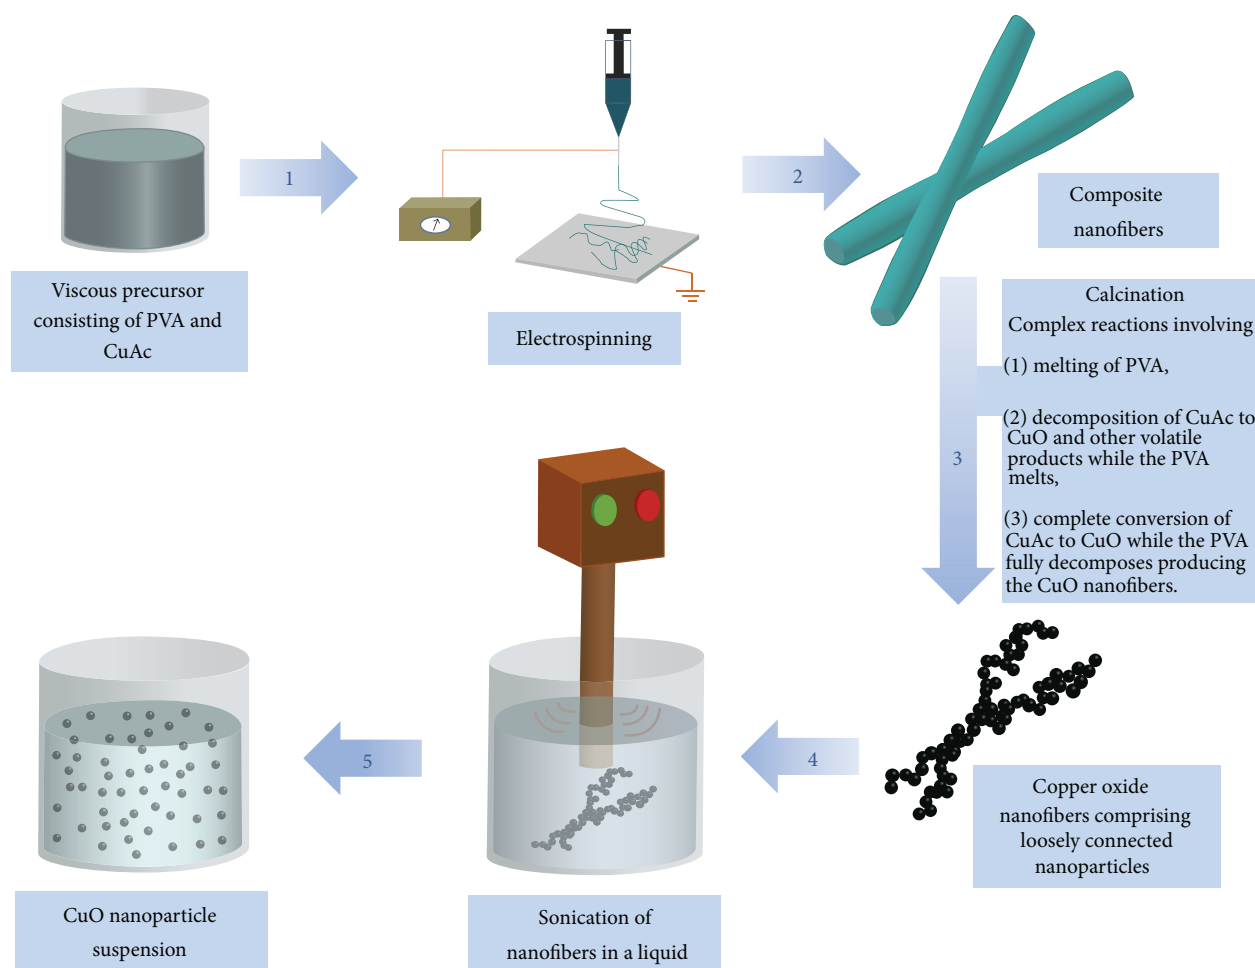 1
2
Viscous precursor
consisting of PVA and
CuAc
Electrospinning
Composite
nanofibers
3
Calcination
Complex reactions involving
(1) melting of PVA,
(2) decomposition of CuAc to
CuO and other volatile
products while the PVA
melts,
(3) complete conversion of
CuAc to CuO while the PVA
fully decomposes producing
the CuO nanofibers.
Copper oxide
nanofibers comprising
loosely connected
nanoparticles
4
Sonication of
nanofibers in a liquid
5
CuO nanoparticle
suspension